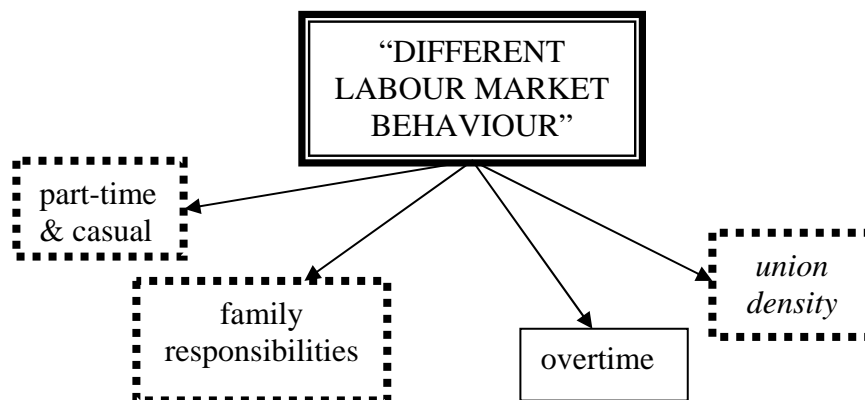 “DIFFERENT
LABOUR MARKET
BEHAVIOUR”
part-time
& casual
family
responsibilities
overtime
union
density